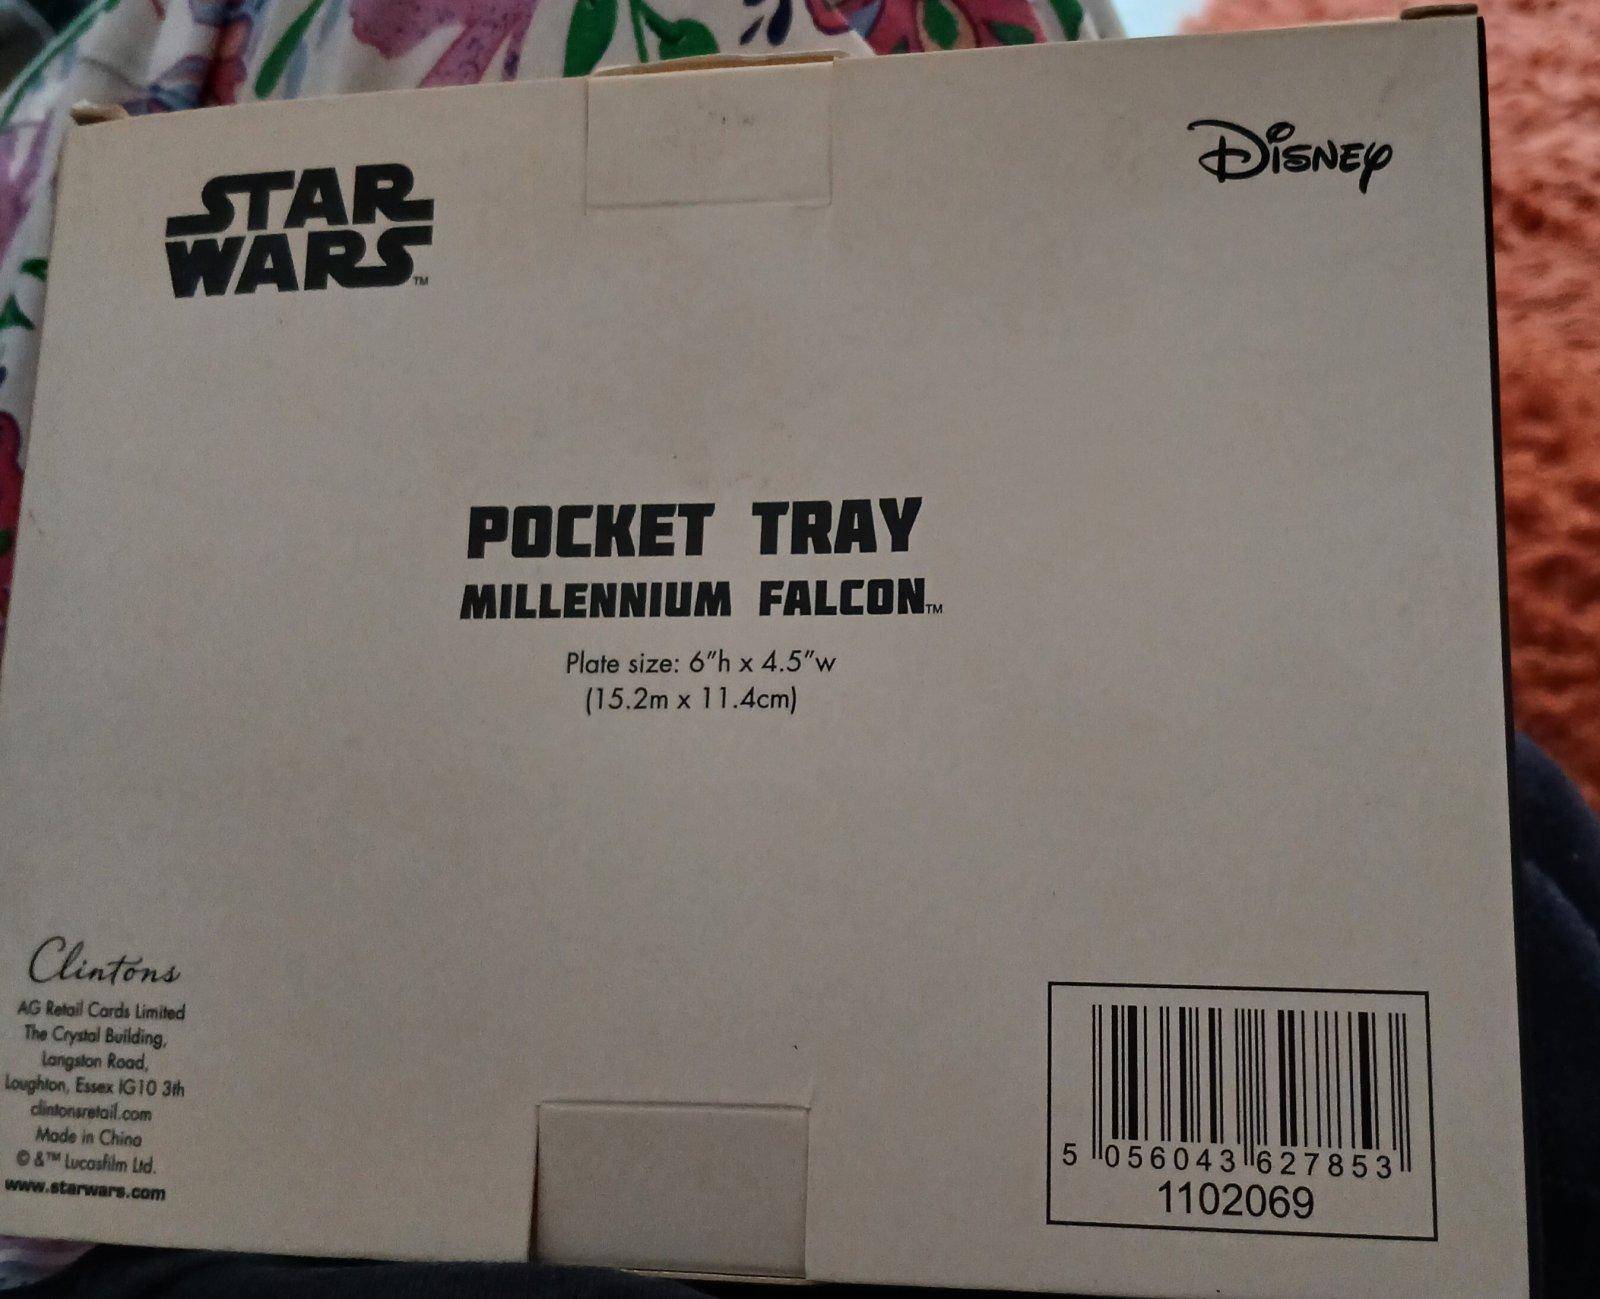 STAR
WARS™
Disney
POCKET TRAY
MILLENNIUM FALCON™
Plate size: 6"h x 4.5"w
(15.2m x 11.4cm)
Clintons
AG Retail Cards Limited
The Crystal Building,
Langston Road,
Loughton, Essex IG10 3th
clintonsretail.com
Made in China
© &™ Lucasfilm Ltd.
www.starwars.com
5 056043 627853
1102069